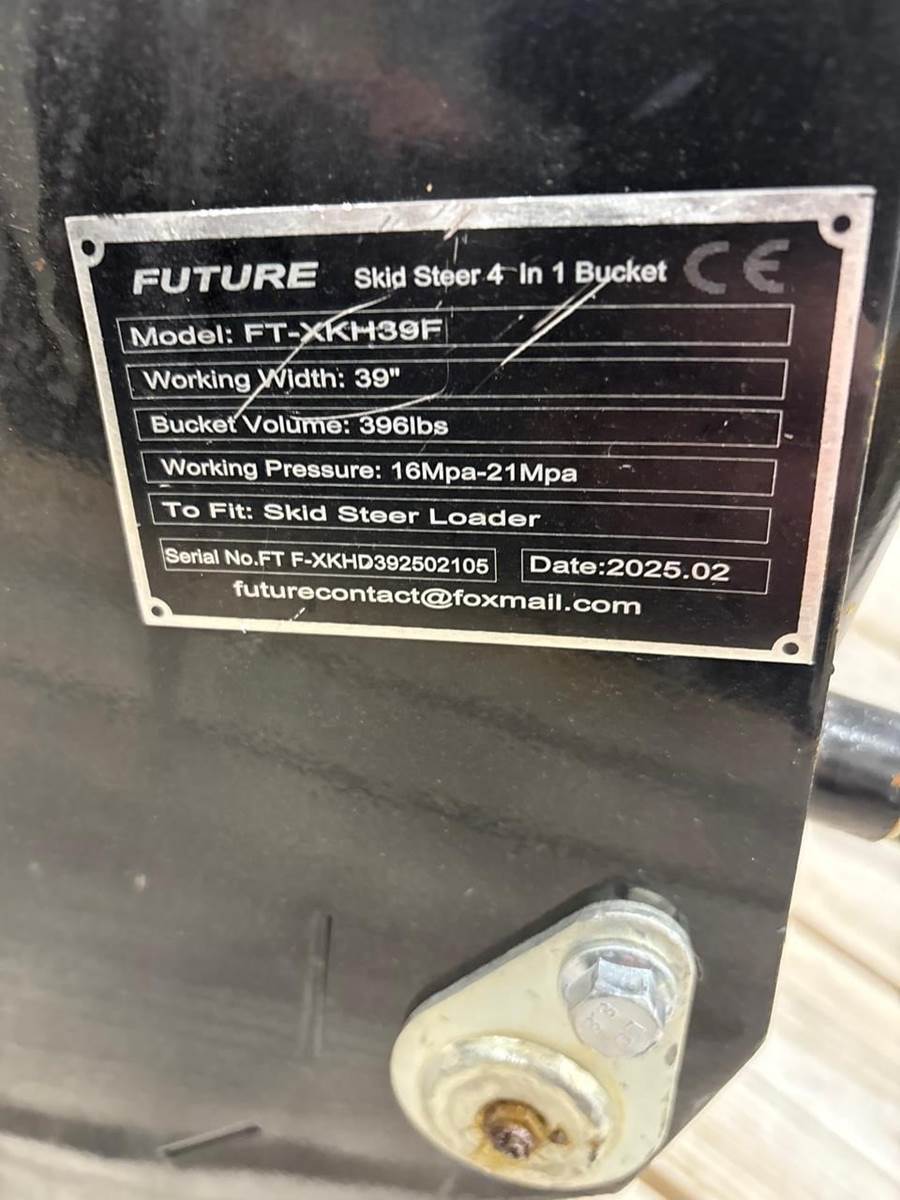 FUTURE Skid Steer 4 In 1 Bucket CE
Model: FT-XKH39F
Working Width: 39"
Bucket Volume: 396lbs
Working Pressure: 16Mpa-21Mpa
To Fit: Skid Steer Loader
Serial No.FT F-XKHD392502105 Date:2025.02
futurecontact@foxmail.com